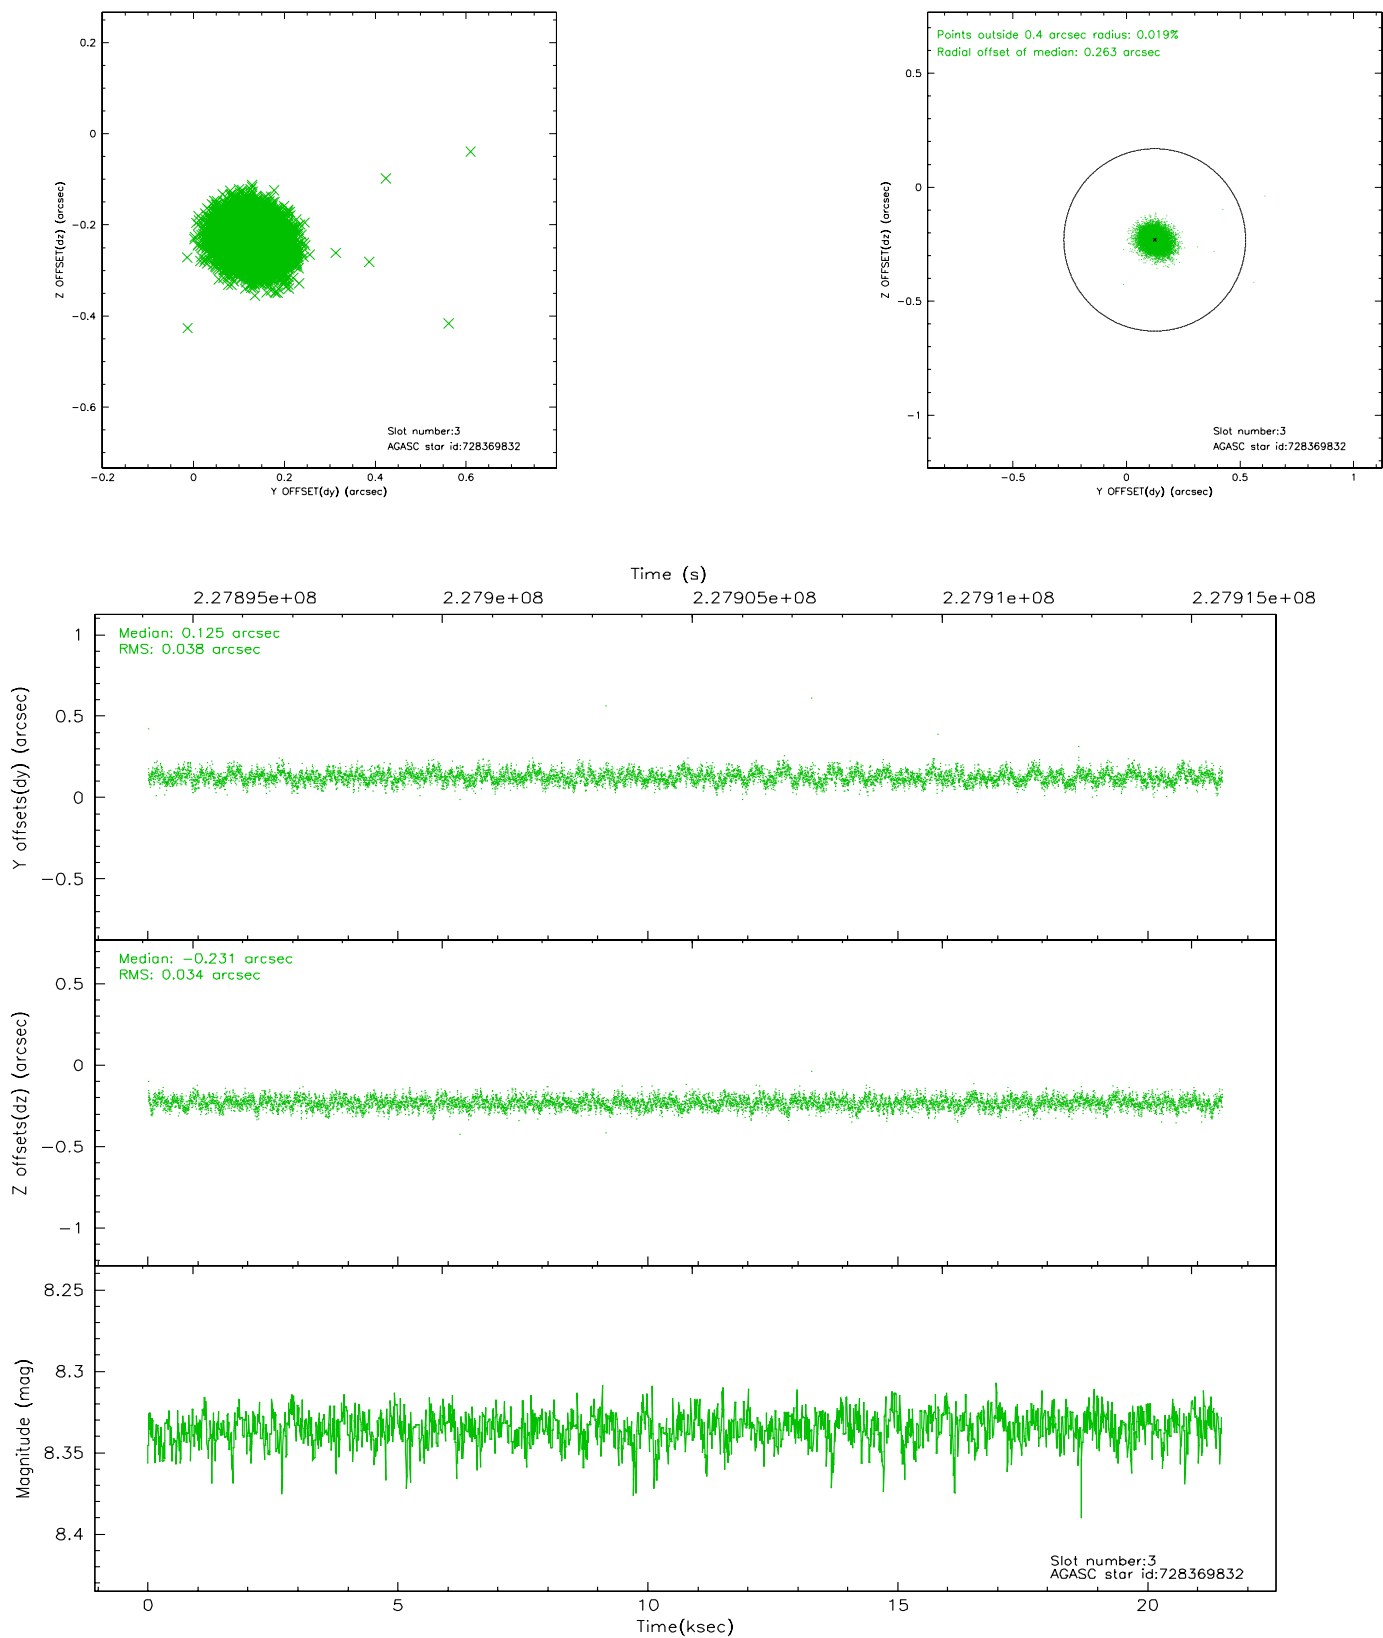 0.2
0
-0.2
-0.4
-0.6
Z OFFSET(dz) (arcsec)
Slot number:3
AGASC star id:728369832
-0.2 0 0.2 0.4 0.6
Y OFFSET(dy) (arcsec)
Points outside 0.4 arcsec radius: 0.019%
Radial offset of median: 0.263 arcsec
0.5
0
-0.5
-1
Z OFFSET(dz) (arcsec)
Slot number:3
AGASC star id:728369832
-0.5 0 0.5 1
Y OFFSET(dy) (arcsec)
Time (s)
2.27895e+08 2.279e+08 2.27905e+08 2.2791e+08 2.27915e+08
Median: 0.125 arcsec
RMS: 0.038 arcsec
1
0.5
0
-0.5
Y offsets(dy) (arcsec)
Median: -0.231 arcsec
RMS: 0.034 arcsec
0.5
0
-0.5
-1
Z offsets(dz) (arcsec)
8.25
8.3
8.35
8.4
Magnitude (mag)
Slot number:3
AGASC star id:728369832
0 5 10 15 20
Time(ksec)